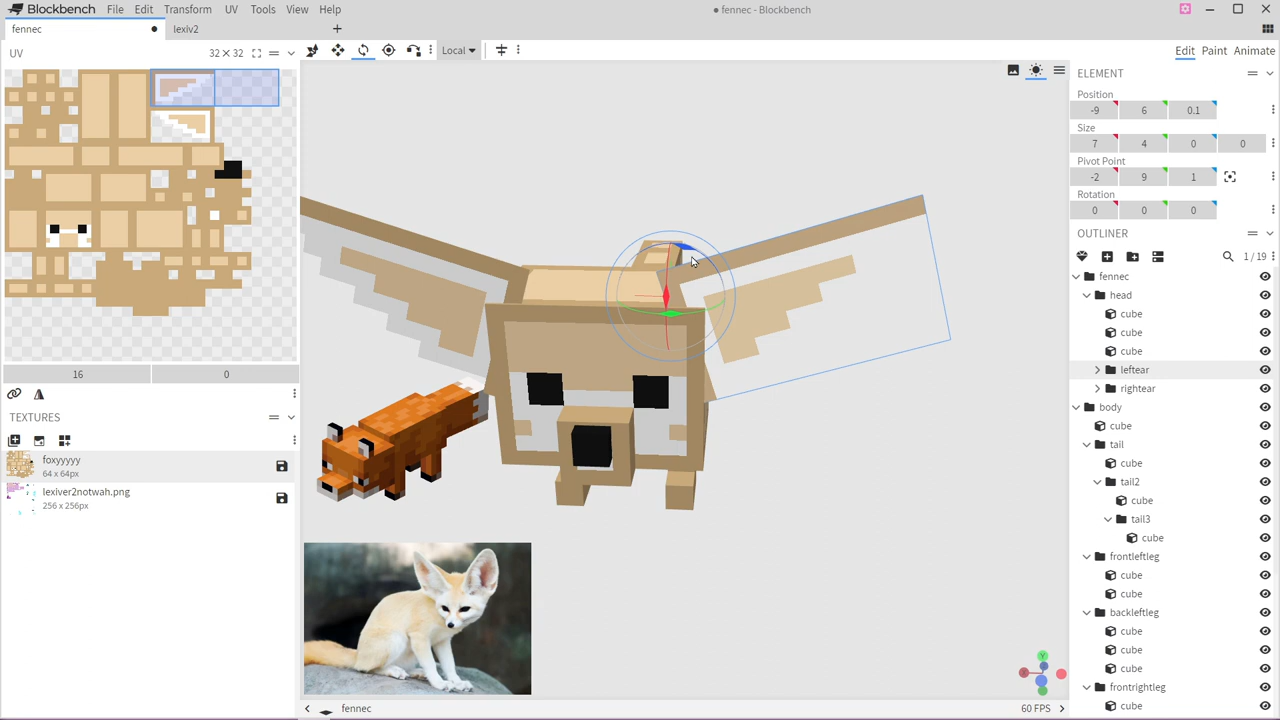 Blockbench File Edit Transform UV Tools View Help
● fennec - Blockbench
fennec lexiv2 +
UV 32 × 32
Local
Edit Paint Animate
ELEMENT
Position
-9 6 0.1
Size
7 4 0 0
Pivot Point
-2 9 1
Rotation
0 0 0
OUTLINER
1 / 19
fennec
head
cube
cube
cube
leftear
rightear
body
cube
tail
cube
tail2
cube
tail3
cube
frontleftleg
cube
cube
backleftleg
cube
cube
cube
frontrightleg
cube
16 0
TEXTURES
foxyyyyy
64 x 64px
lexiver2notwah.png
256 x 256px
fennec
60 FPS
Y